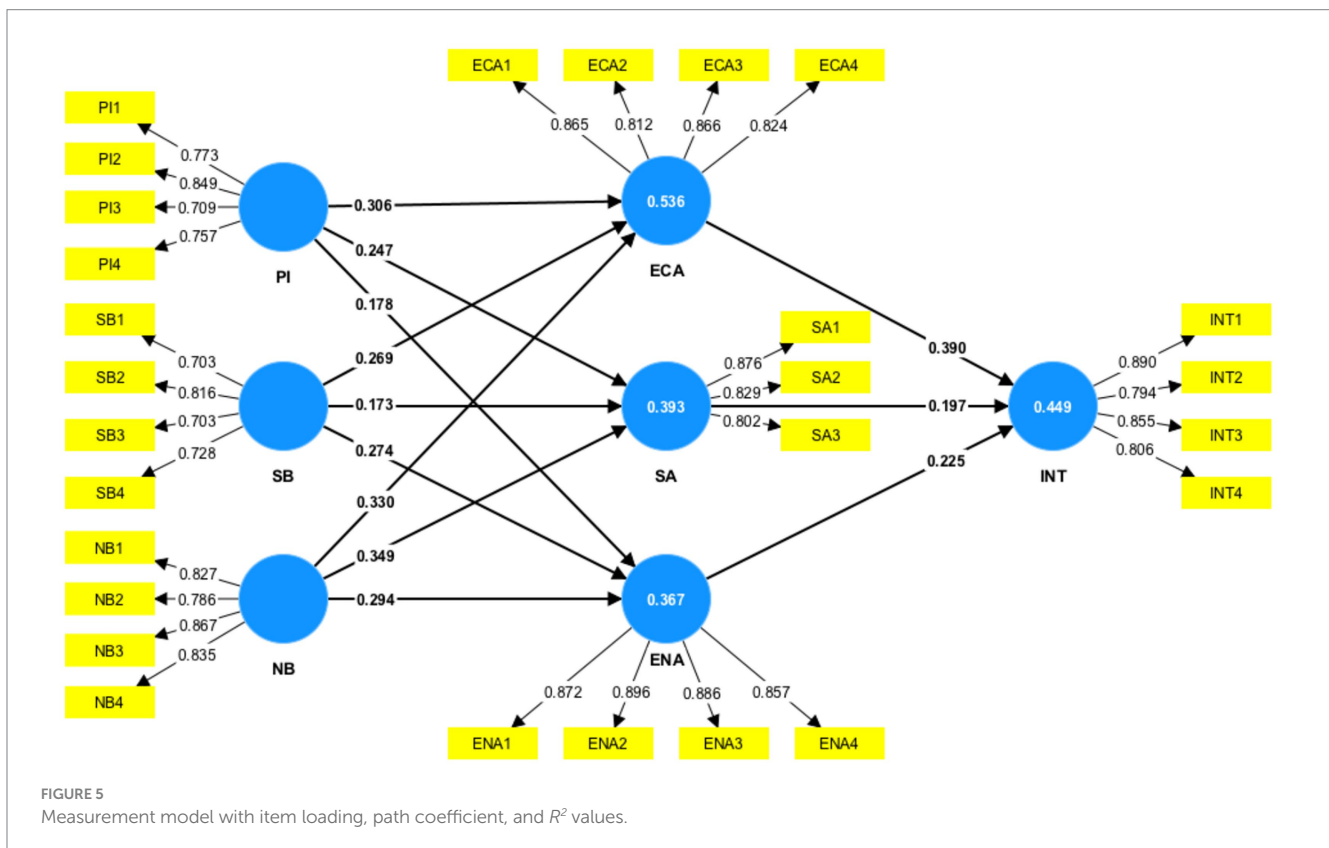 ECA1 ECA2 ECA3 ECA4
0.865 0.812 0.866 0.824
PI1
PI2
PI3
PI4
0.773
0.849
0.709
0.757
PI
SB1
SB2
SB3
SB4
0.703
0.816
0.703
0.728
SB
NB1
NB2
NB3
NB4
0.827
0.786
0.867
0.835
NB
0.306
0.247
0.178
0.269
0.173
0.274
0.330
0.349
0.294
0.536
ECA
0.393
SA
SA1
SA2
SA3
0.876
0.829
0.802
0.367
ENA
0.872 0.896 0.886 0.857
ENA1 ENA2 ENA3 ENA4
0.390
0.197
0.225
0.449
INT
0.890
0.794
0.855
0.806
INT1
INT2
INT3
INT4
FIGURE 5
Measurement model with item loading, path coefficient, and R² values.